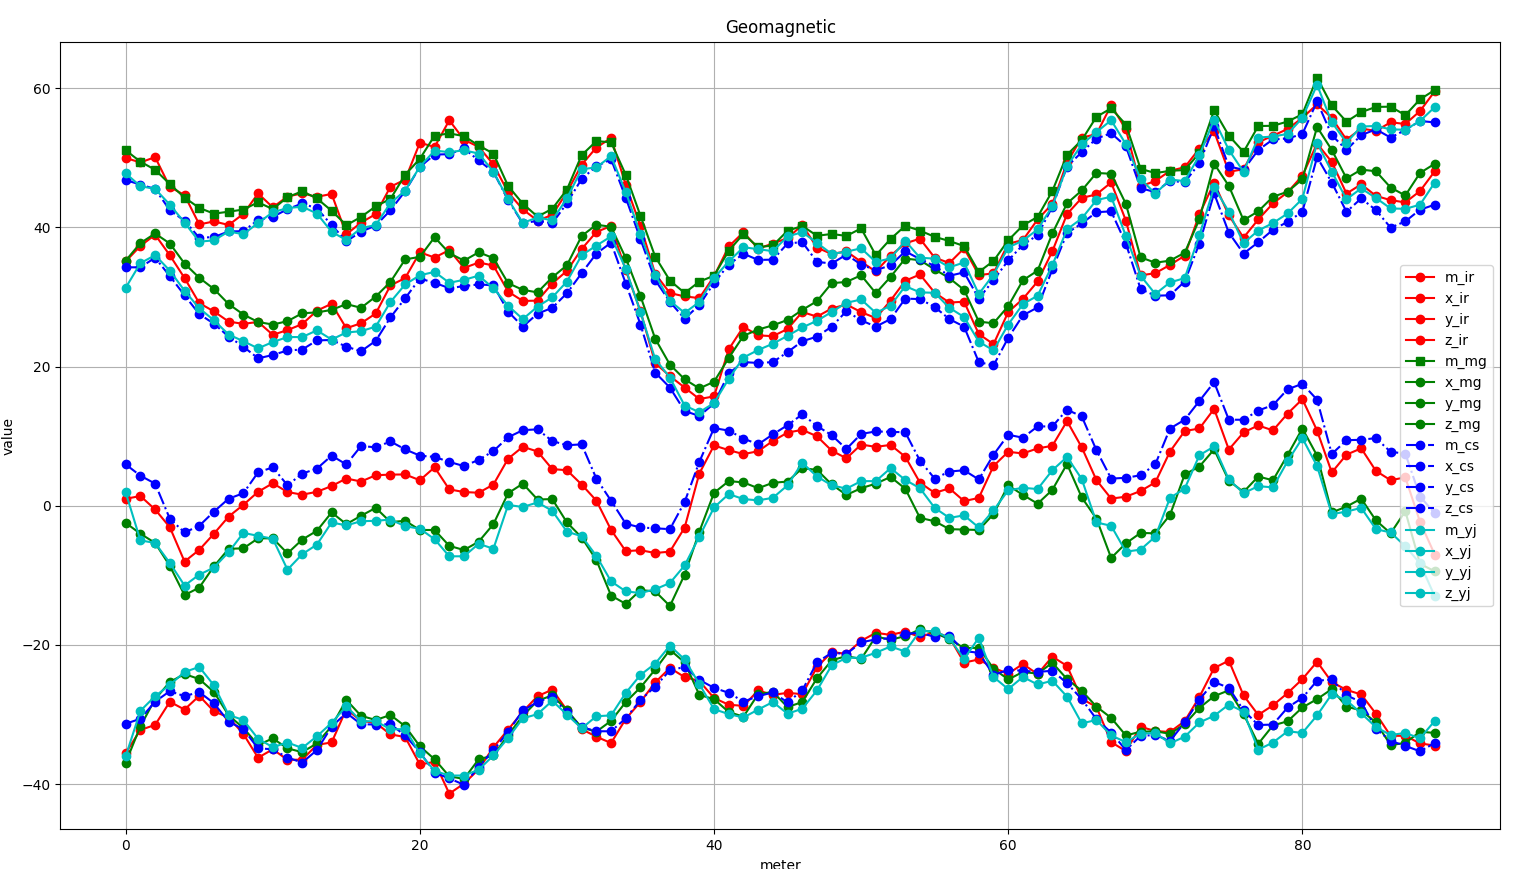 Geomagnetic
60
40
20
0
−20
−40
value
0
20
40
60
80
meter
m_ir
x_ir
y_ir
z_ir
m_mg
x_mg
y_mg
z_mg
m_cs
x_cs
y_cs
z_cs
m_yj
x_yj
y_yj
z_yj